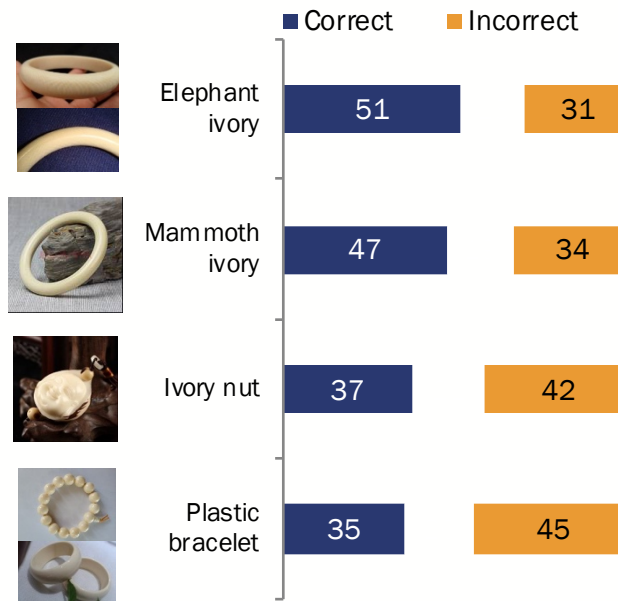 Correct Incorrect
Elephant
ivory
51 31
Mammoth
ivory
47 34
Ivory nut
37 42
Plastic
bracelet
35 45